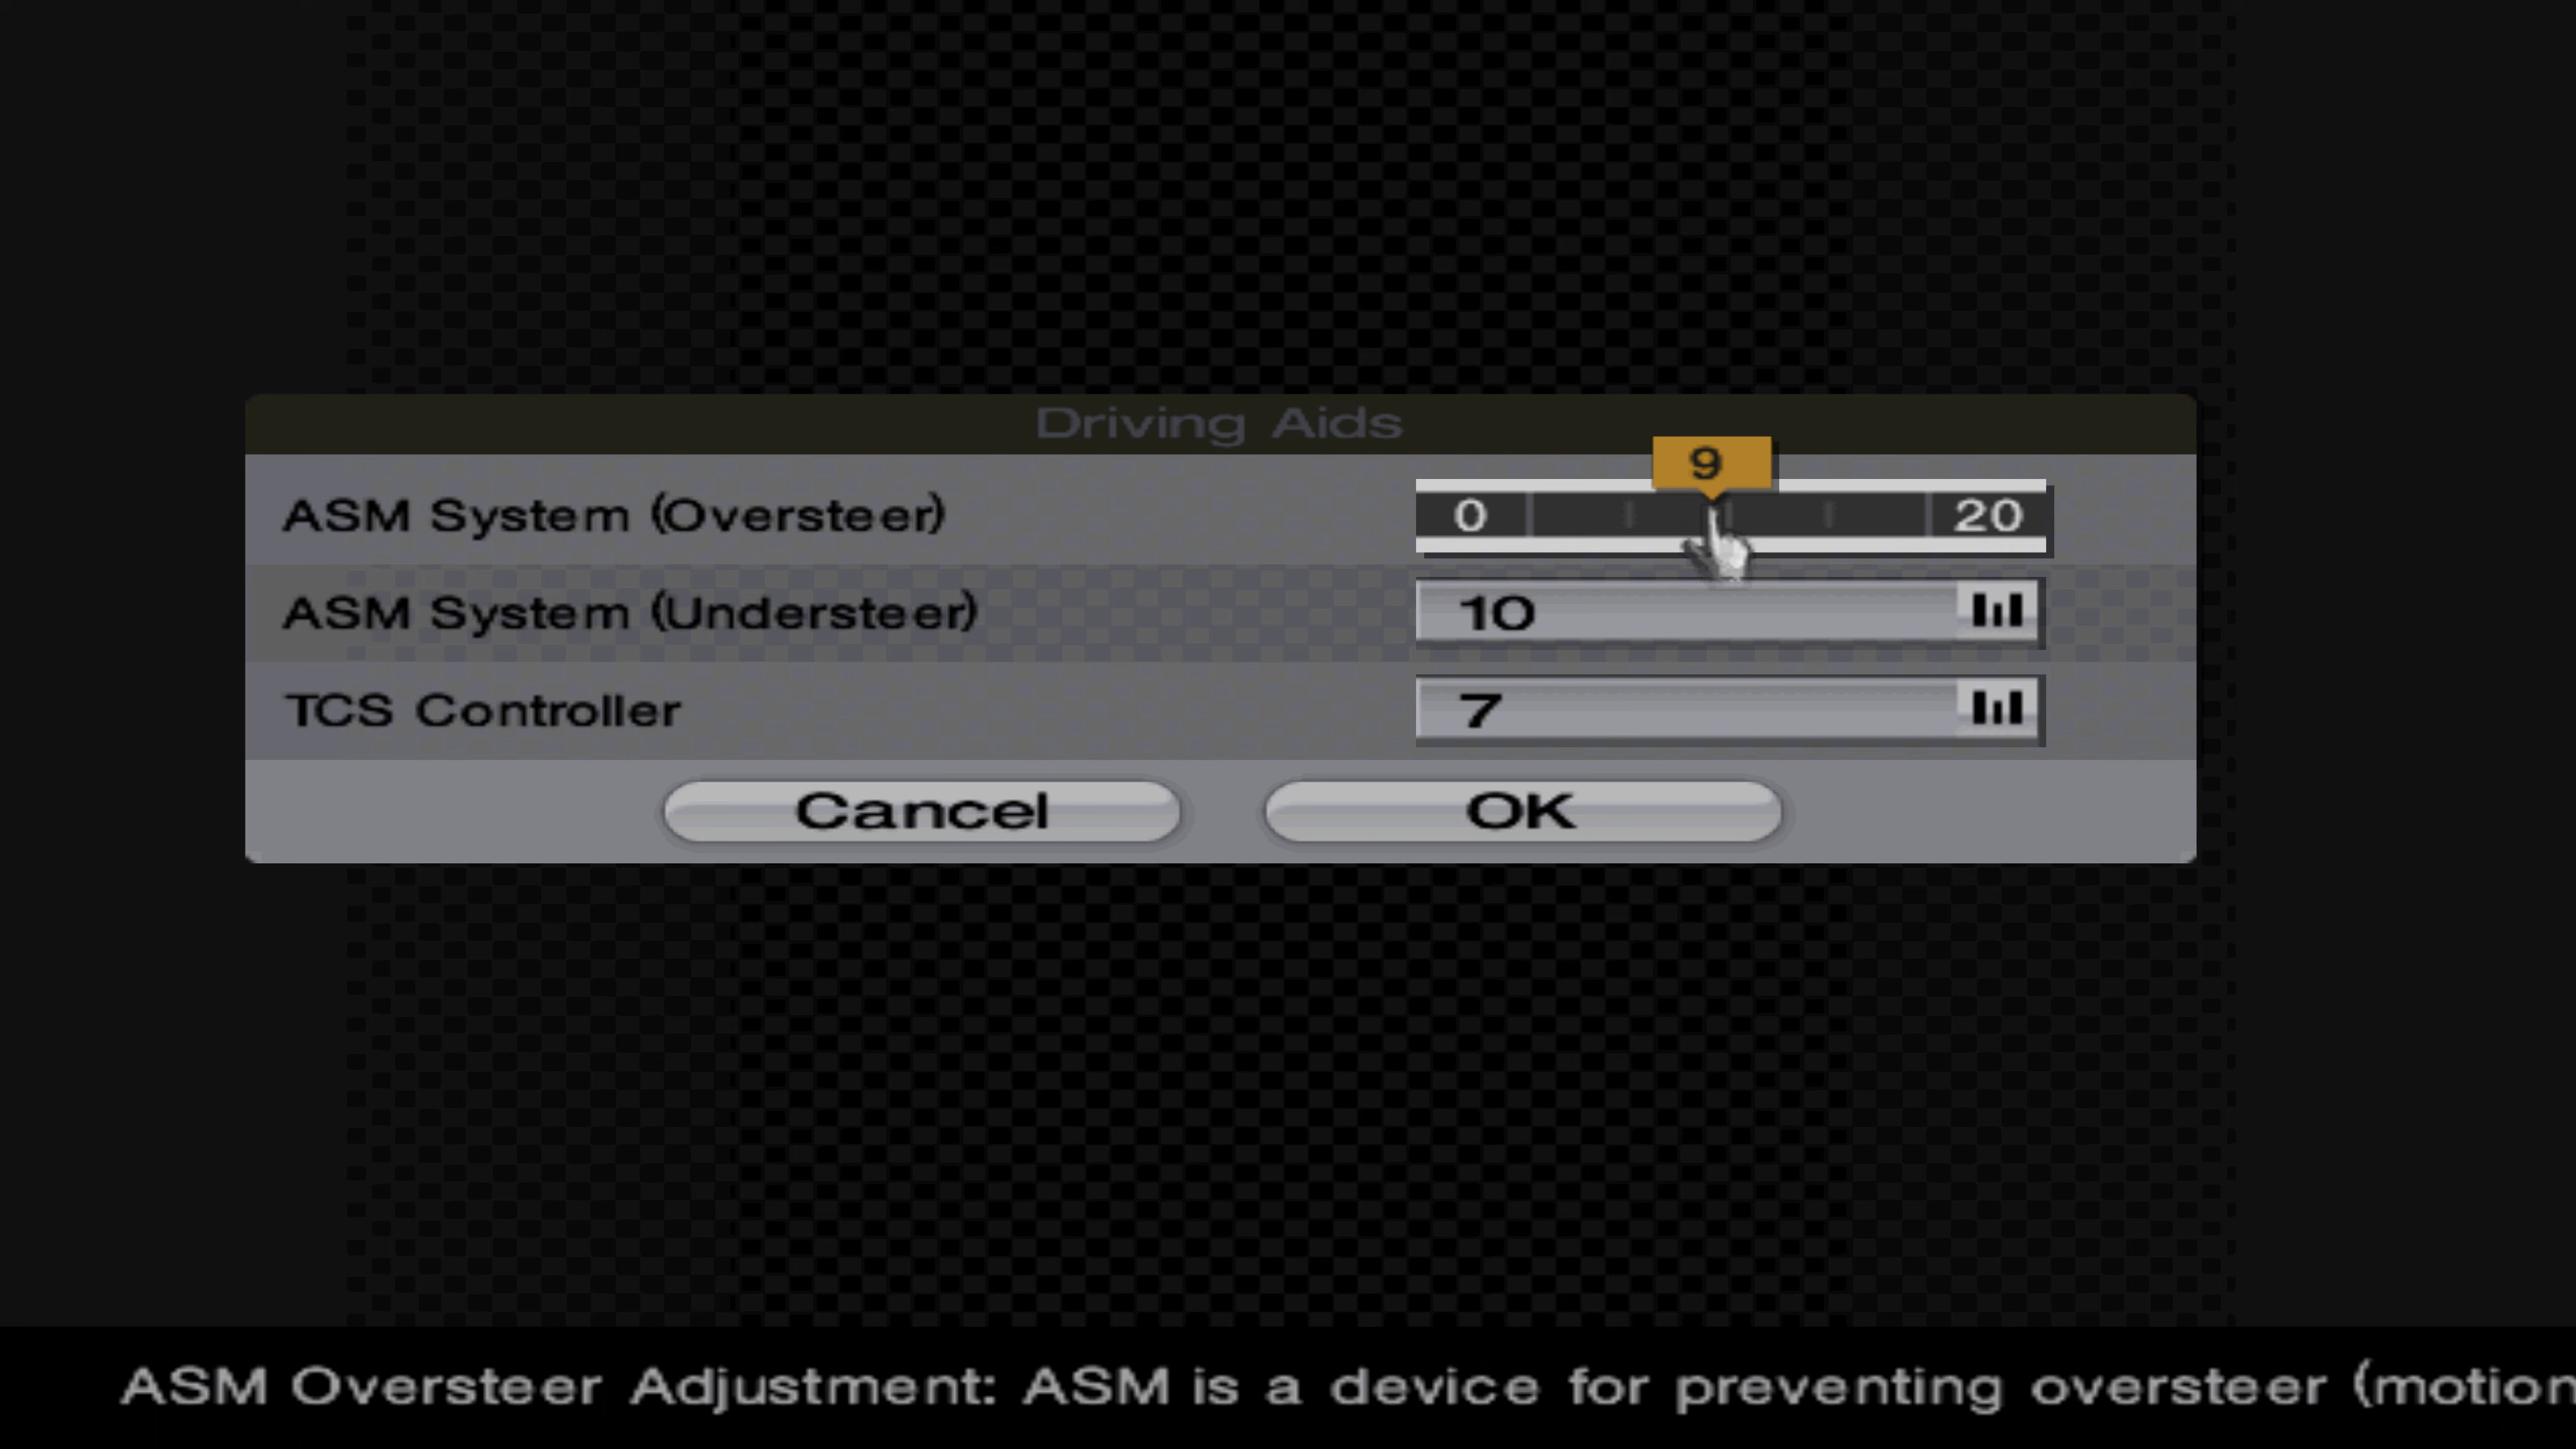 Driving Aids
9
ASM System (Oversteer)
0 20
ASM System (Understeer)
10
TCS Controller
7
Cancel
OK
ASM Oversteer Adjustment: ASM is a device for preventing oversteer (motion